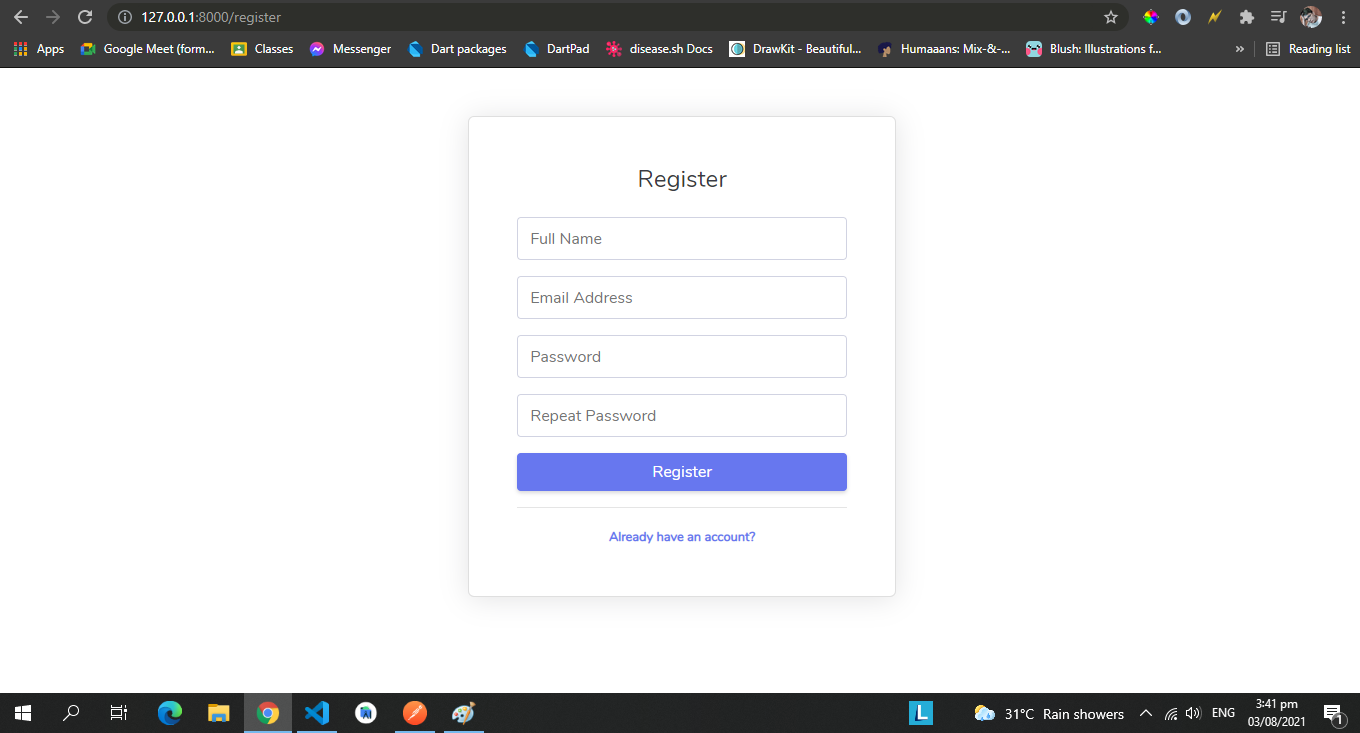 127.0.0.1:8000/register
Apps Google Meet (form... Classes Messenger Dart packages DartPad disease.sh Docs DrawKit - Beautiful... Humaaans: Mix-&-... Blush: Illustrations f... » Reading list
Register
Full Name
Email Address
Password
Repeat Password
Register
Already have an account?
L 31°C Rain showers ENG 3:41 pm
03/08/2021
1